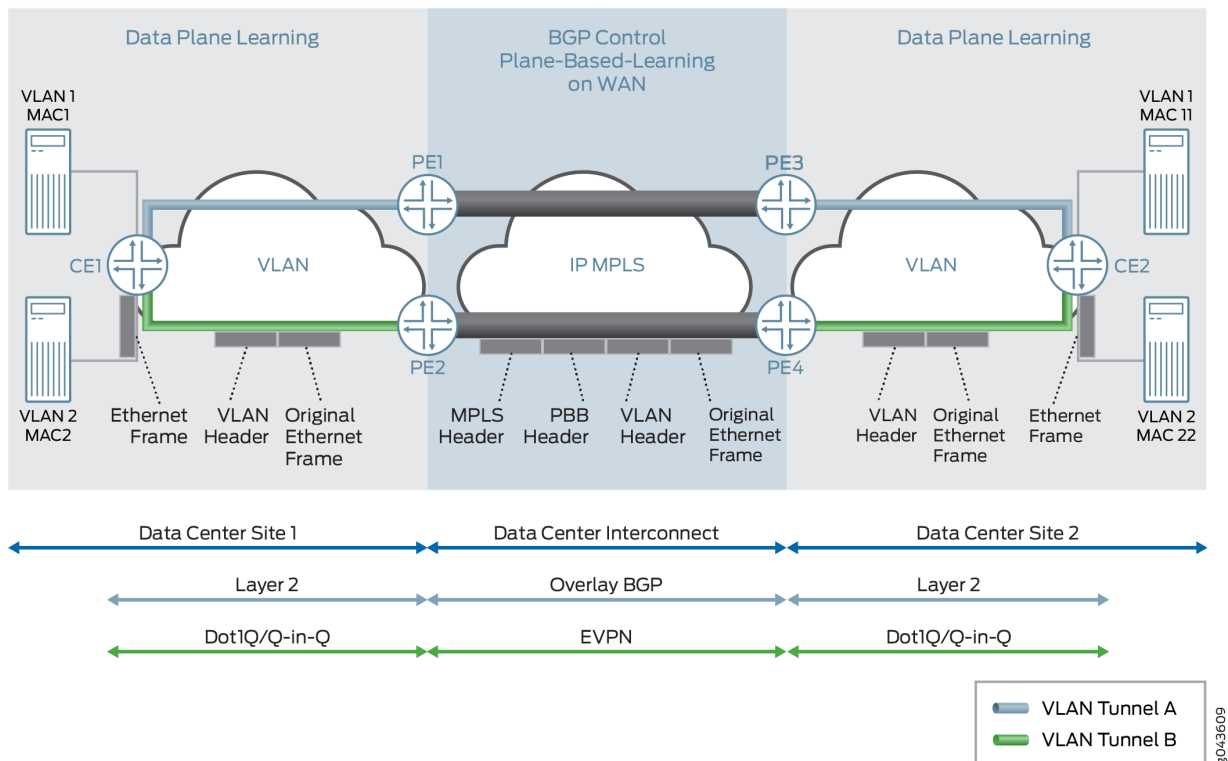 Data Plane Learning
BGP Control
Plane-Based-Learning
on WAN
Data Plane Learning
VLAN 1
MAC1
VLAN 1
MAC 11
PE1
PE3
CE1
VLAN
IP MPLS
VLAN
CE2
PE2
PE4
VLAN 2
MAC2
Ethernet
Frame
VLAN
Header
Original
Ethernet
Frame
MPLS
Header
PBB
Header
VLAN
Header
Original
Ethernet
Frame
VLAN
Header
Original
Ethernet
Frame
Ethernet
Frame
VLAN 2
MAC 22
Data Center Site 1
Data Center Interconnect
Data Center Site 2
Layer 2
Overlay BGP
Layer 2
Dot1Q/Q-in-Q
EVPN
Dot1Q/Q-in-Q
VLAN Tunnel A
VLAN Tunnel B
g043609